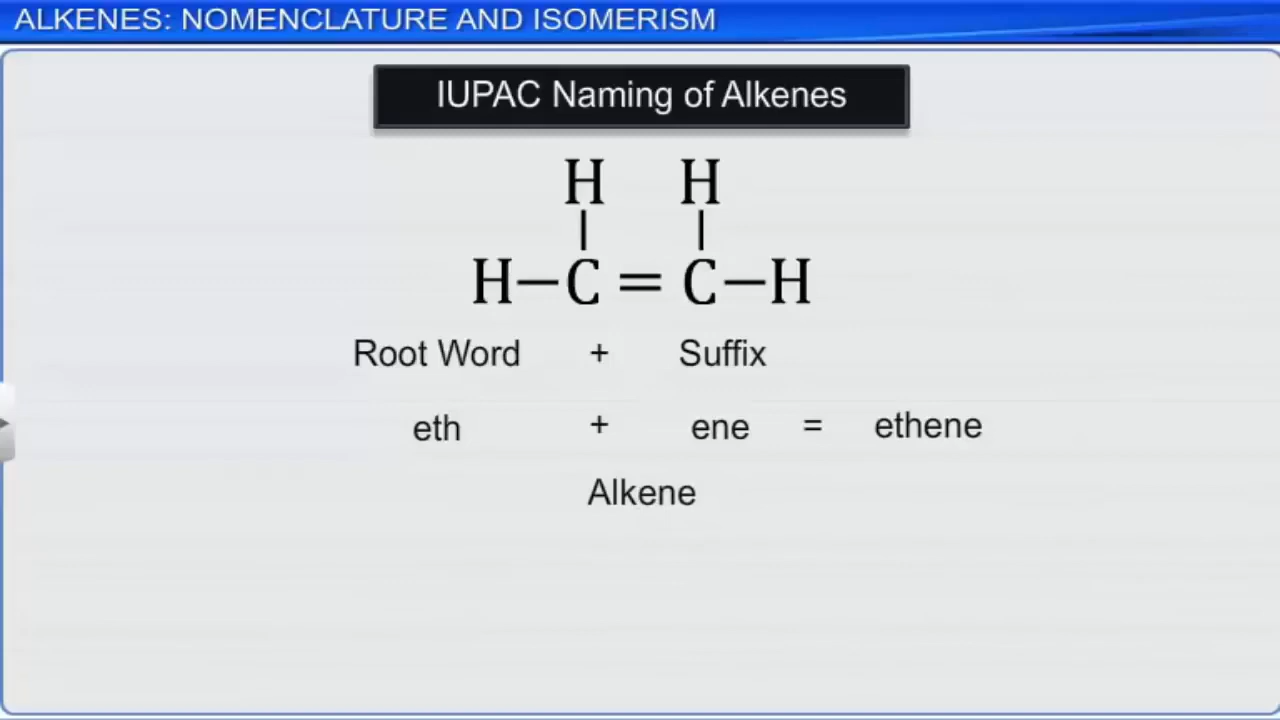 ALKENES: NOMENCLATURE AND ISOMERISM
IUPAC Naming of Alkenes
H H
H–C=C–H
Root Word + Suffix
eth + ene = ethene
Alkene